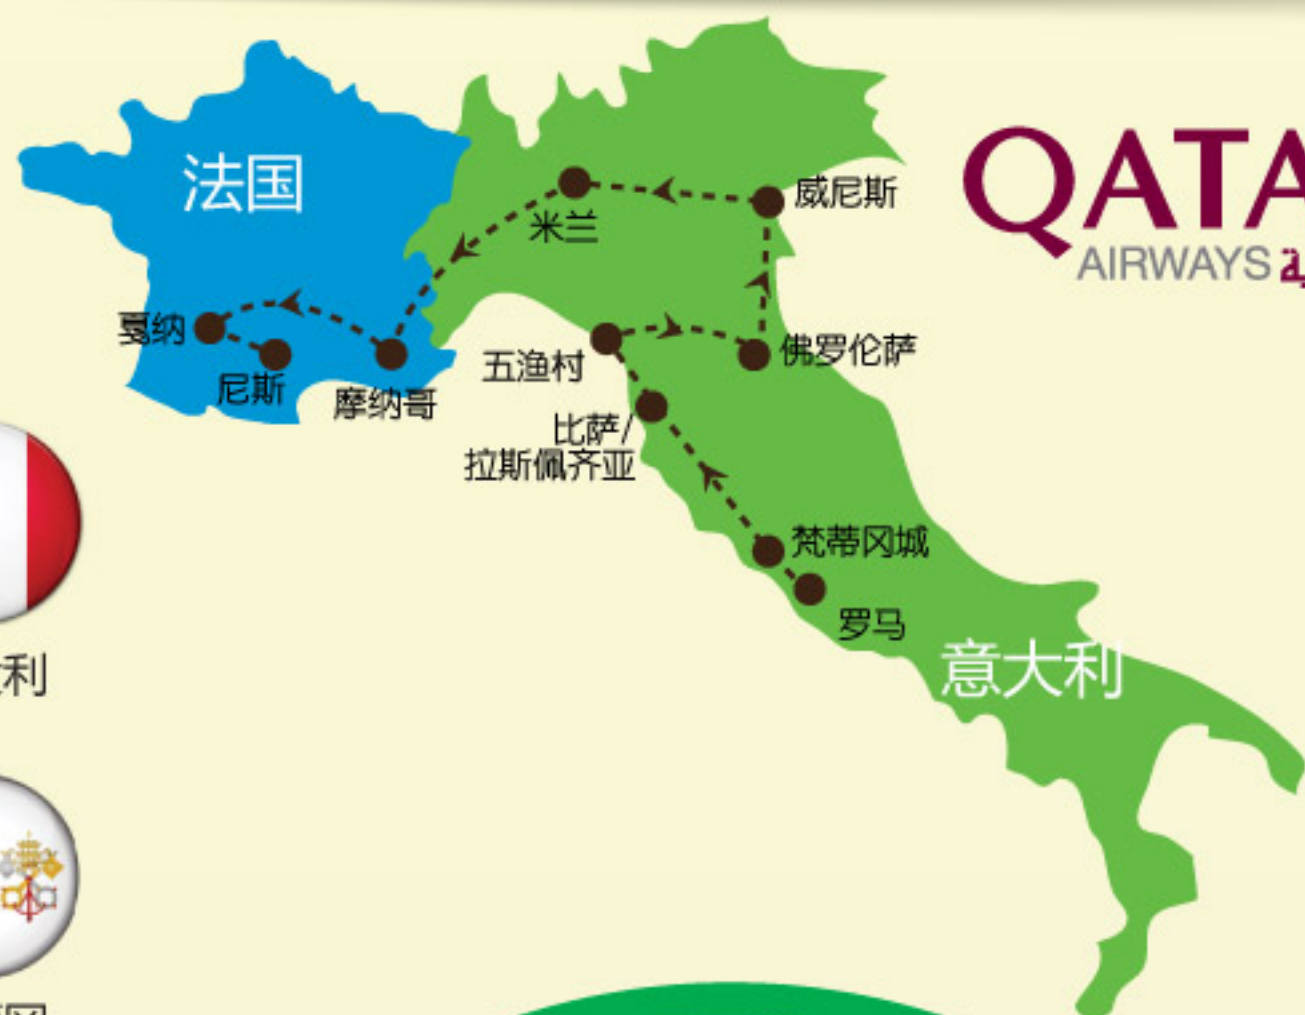 法国
QATA
AIRWAYS
威尼斯
米兰
戛纳
尼斯
摩纳哥
五渔村
佛罗伦萨
比萨/
拉斯佩齐亚
梵蒂冈城
罗马
意大利
利